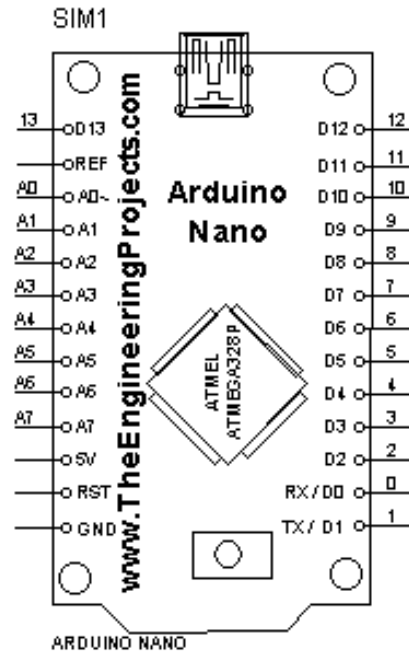 SIM1
13 D13
REF
A0 A0~
A1 A1
A2 A2
A3 A3
A4 A4
A5 A5
A6 A6
A7 A7
5V
RST
GND
www.TheEngineeringProjects.com
Arduino
Nano
ATMEL
ATMEGA328P
D12 12
D11 11
D10 10
D9 9
D8 8
D7 7
D6 6
D5 5
D4 4
D3 3
D2 2
RX/D0 0
TX/D1 1
ARDUINO NANO